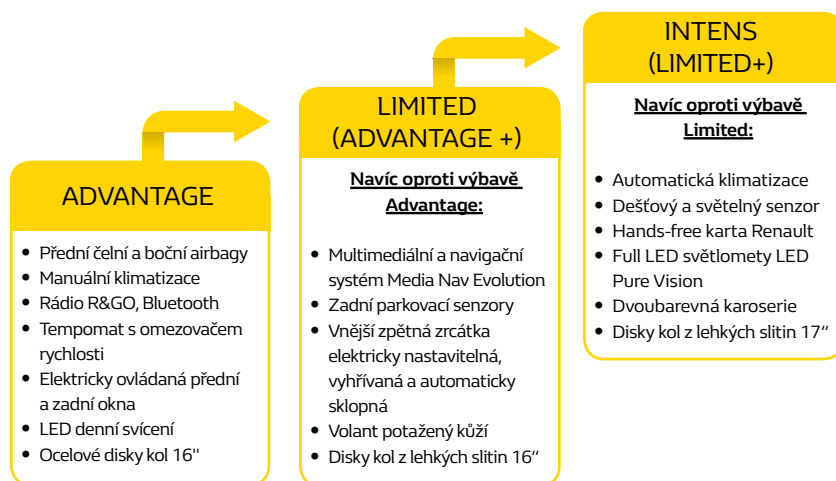 ADVANTAGE
• Přední čelní a boční airbagy
• Manuální klimatizace
• Rádio R&GO, Bluetooth
• Tempomat s omezovačem
rychlosti
• Elektricky ovládaná přední
a zadní okna
• LED denní svícení
• Ocelové disky kol 16"
LIMITED
(ADVANTAGE +)
Navíc oproti výbavě
Advantage:
• Multimediální a navigační
systém Media Nav Evolution
• Zadní parkovací senzory
• Vnější zpětná zrcátka
elektricky nastavitelná,
vyhřívaná a automaticky
sklopná
• Volant potažený kůží
• Disky kol z lehkých slitin 16“
INTENS
(LIMITED+)
Navíc oproti výbavě
Limited:
• Automatická klimatizace
• Dešťový a světelný senzor
• Hands-free karta Renault
• Full LED světlomety LED
Pure Vision
• Dvoubarevná karoserie
• Disky kol z lehkých slitin 17“